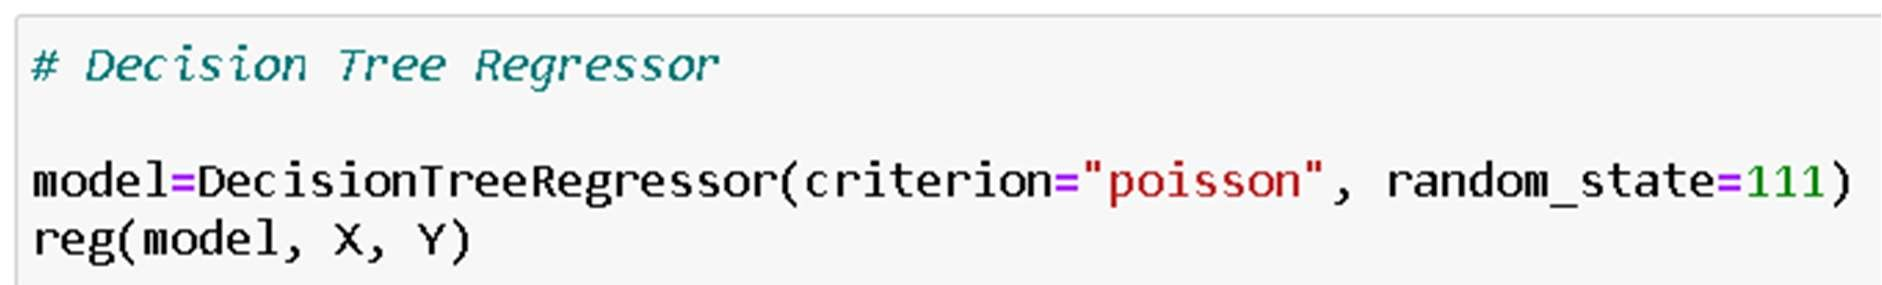 # Decision Tree Regressor
model=DecisionTreeRegressor(criterion="poisson", random_state=111)
reg(model, X, Y)